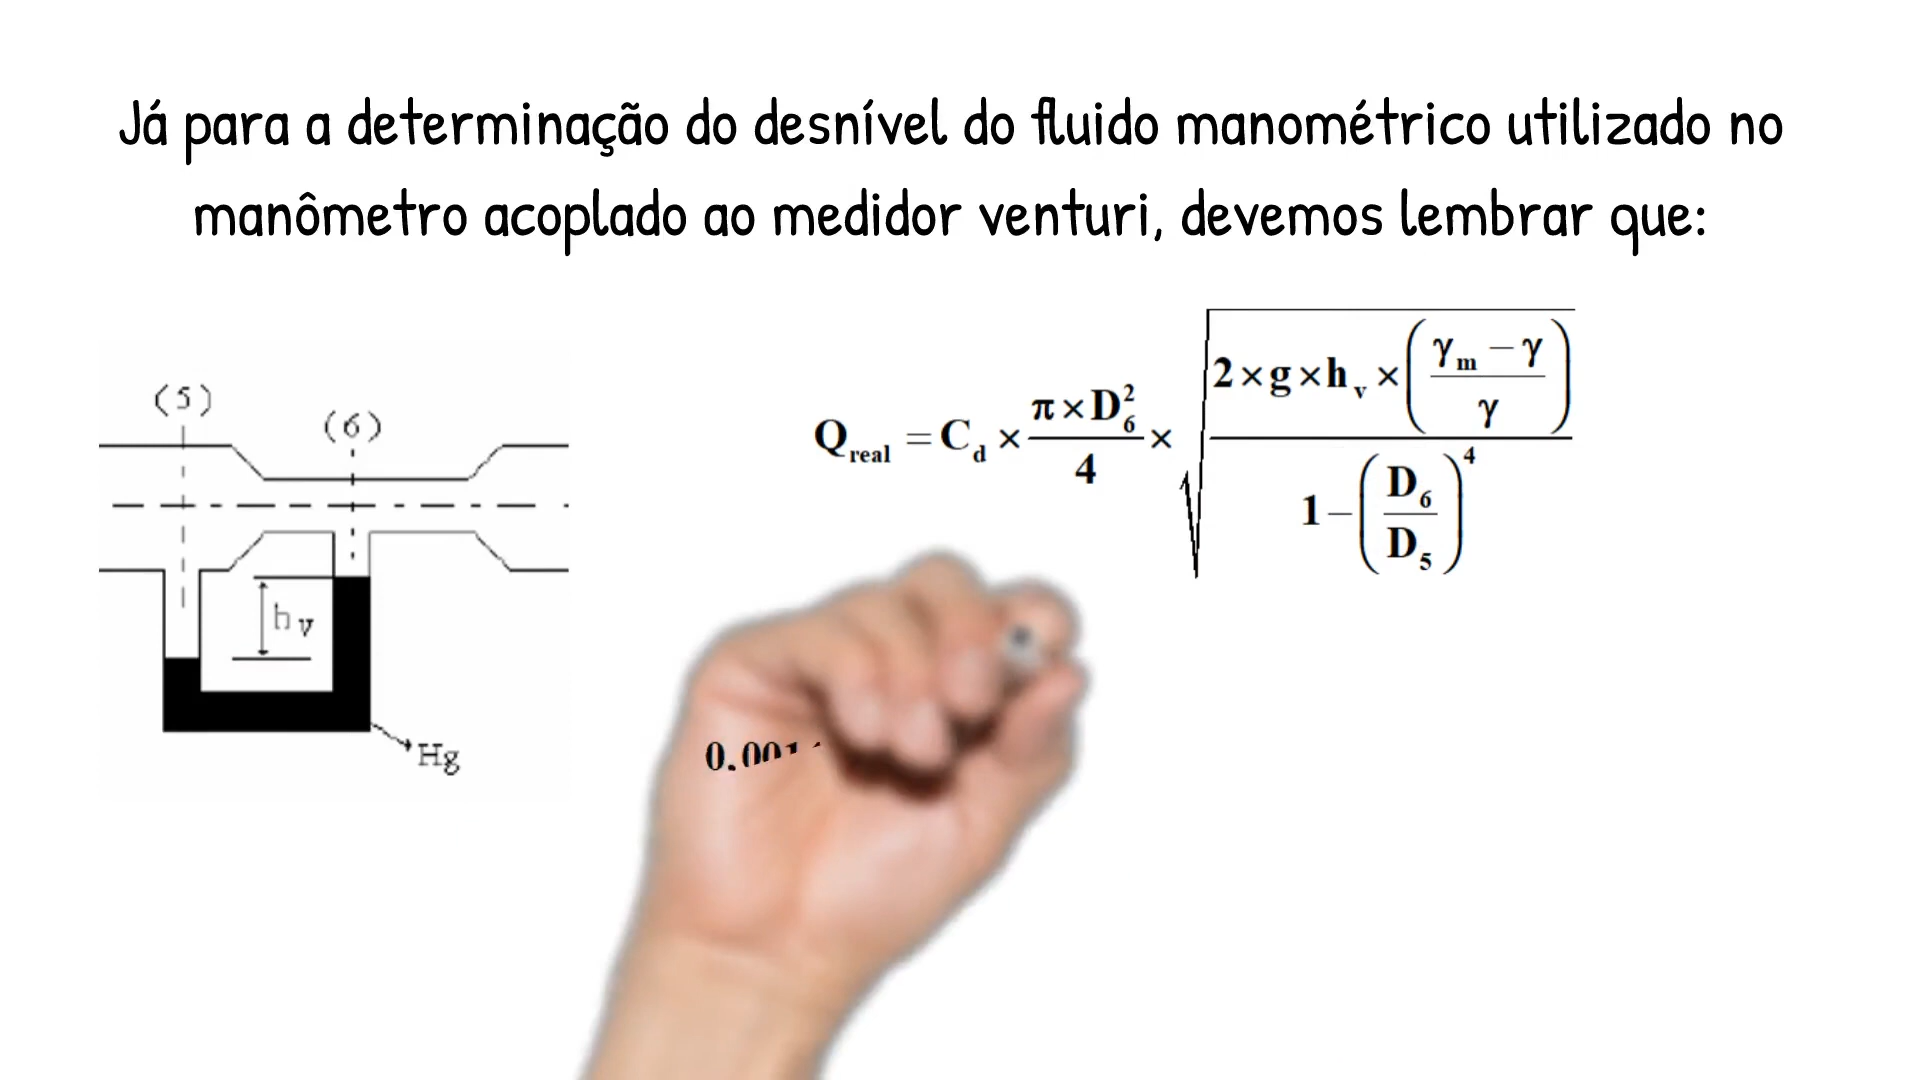 Já para a determinação do desnível do fluido manométrico utilizado no
manômetro acoplado ao medidor venturi, devemos lembrar que:
(5)
(6)
h v
Hg
Q real = C d × π × D 6 ² / 4 × √ 2 × g × h v × ( γ m − γ / γ ) / 1 − ( D 6 / D 5 ) ⁴